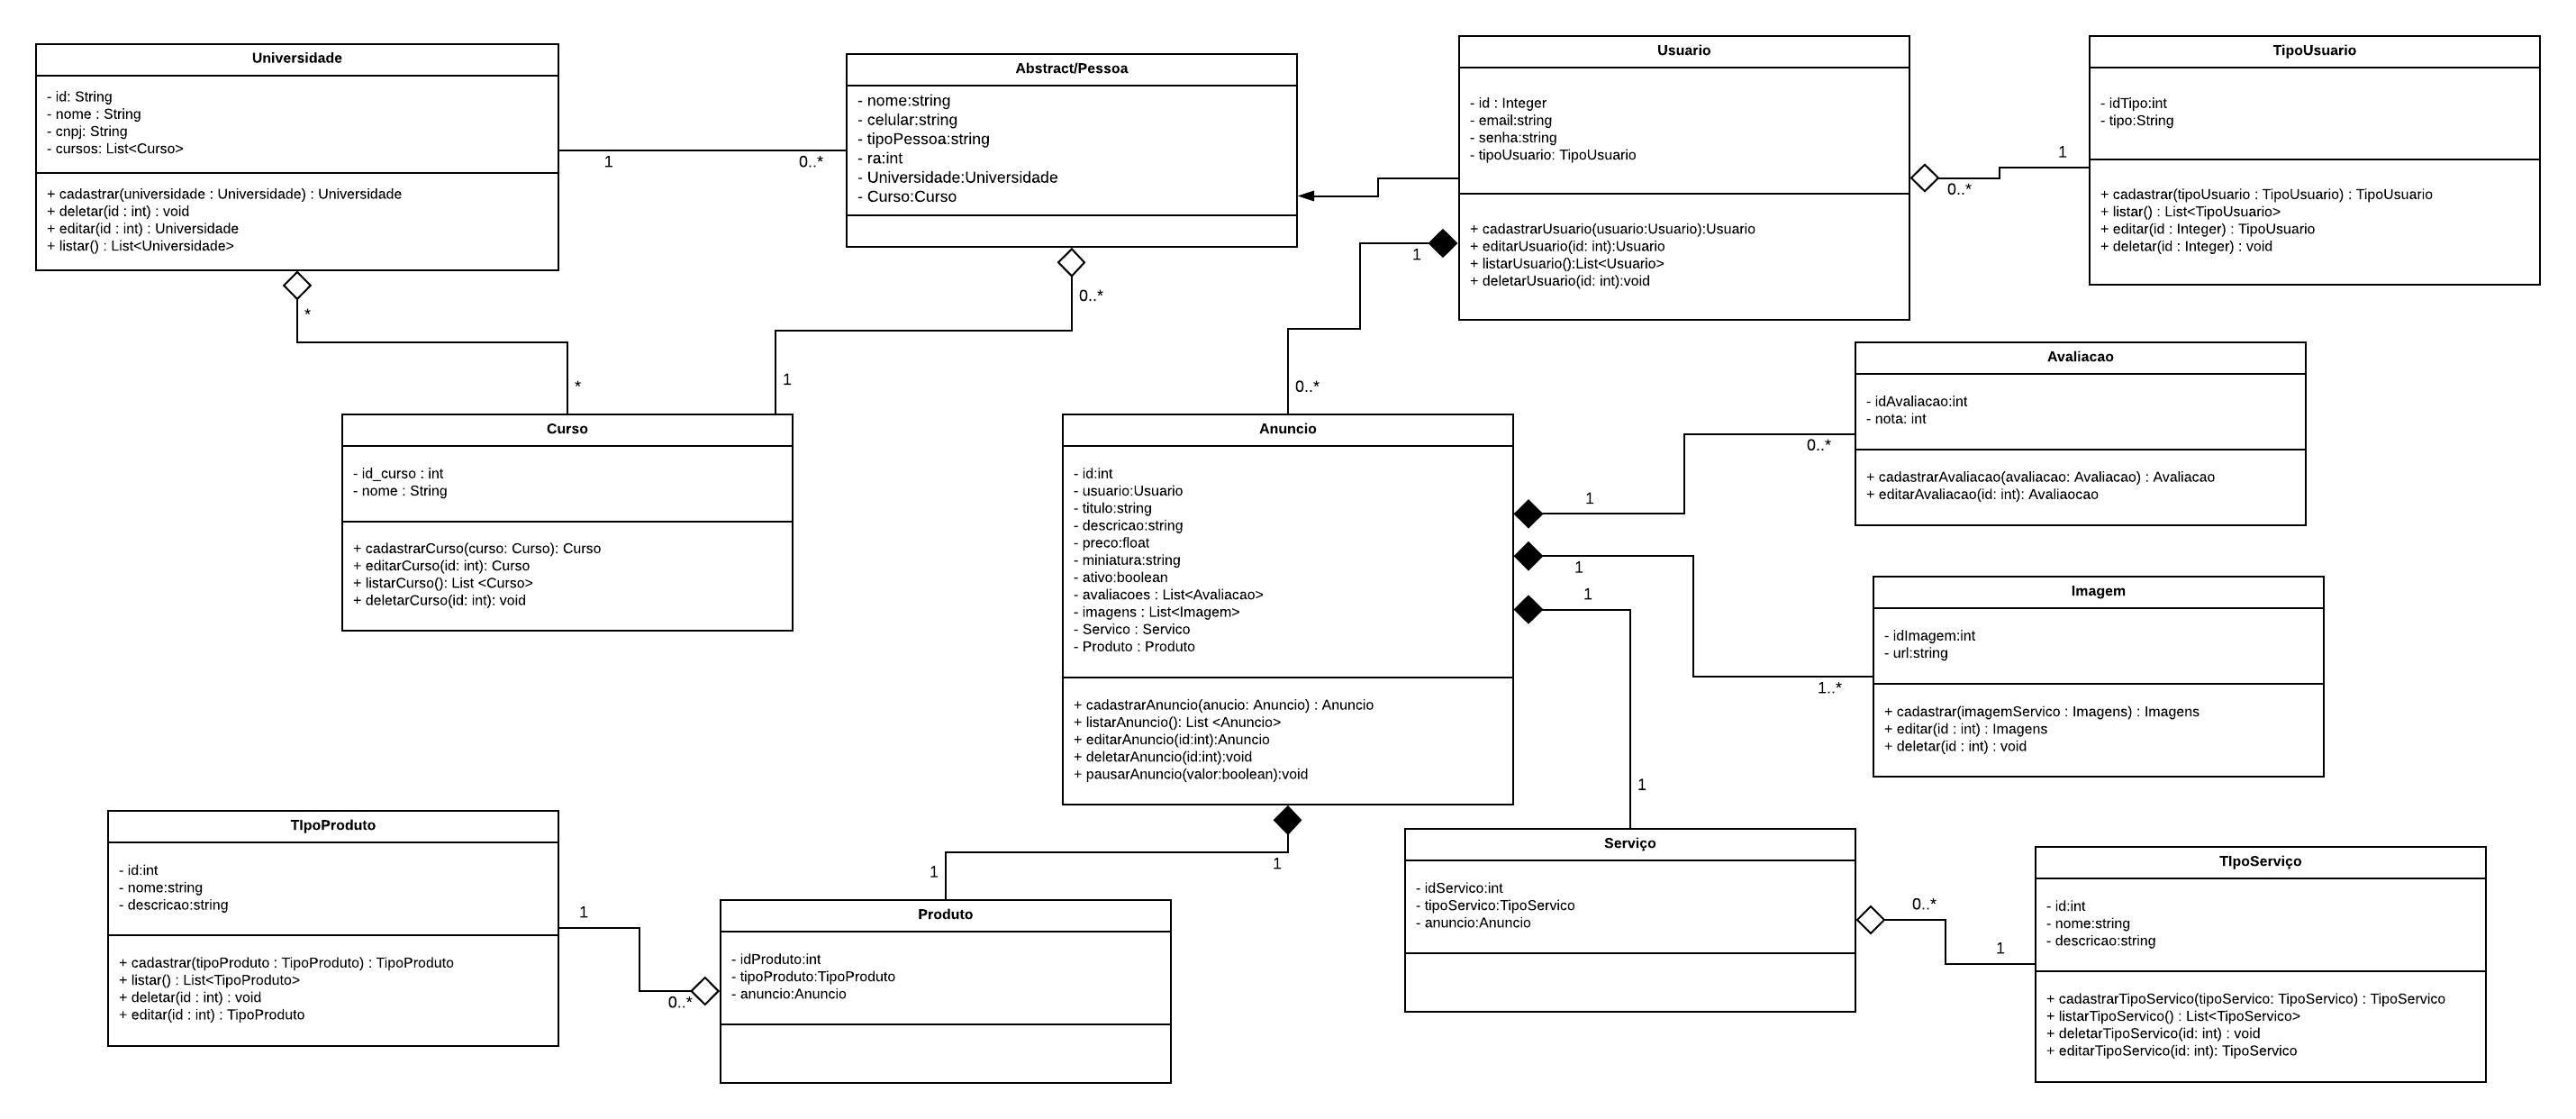 Universidade
- id: String
- nome : String
- cnpj: String
- cursos: List<Curso>
+ cadastrar(universidade : Universidade) : Universidade
+ deletar(id : int) : void
+ editar(id : int) : Universidade
+ listar() : List<Universidade>
1
0..*
Abstract/Pessoa
- nome:string
- celular:string
- tipoPessoa:string
- ra:int
- Universidade:Universidade
- Curso:Curso
Usuario
- id : Integer
- email:string
- senha:string
- tipoUsuario: TipoUsuario
+ cadastrarUsuario(usuario:Usuario):Usuario
+ editarUsuario(id: int):Usuario
+ listarUsuario():List<Usuario>
+ deletarUsuario(id: int):void
0..*
1
TipoUsuario
- idTipo:int
- tipo:String
+ cadastrar(tipoUsuario : TipoUsuario) : TipoUsuario
+ listar() : List<TipoUsuario>
+ editar(id : Integer) : TipoUsuario
+ deletar(id : Integer) : void
*
*
0..*
1
1
0..*
Curso
- id_curso : int
- nome : String
+ cadastrarCurso(curso: Curso): Curso
+ editarCurso(id: int): Curso
+ listarCurso(): List <Curso>
+ deletarCurso(id: int): void
Anuncio
- id:int
- usuario:Usuario
- titulo:string
- descricao:string
- preco:float
- miniatura:string
- ativo:boolean
- avaliacoes : List<Avaliacao>
- imagens : List<Imagem>
- Servico : Servico
- Produto : Produto
+ cadastrarAnuncio(anucio: Anuncio) : Anuncio
+ listarAnuncio(): List <Anuncio>
+ editarAnuncio(id:int):Anuncio
+ deletarAnuncio(id:int):void
+ pausarAnuncio(valor:boolean):void
1
0..*
Avaliacao
- idAvaliacao:int
- nota: int
+ cadastrarAvaliacao(avaliacao: Avaliacao) : Avaliacao
+ editarAvaliacao(id: int): Avaliaocao
1
1..*
Imagem
- idImagem:int
- url:string
+ cadastrar(imagemServico : Imagens) : Imagens
+ editar(id : int) : Imagens
+ deletar(id : int) : void
1
1
1
1
TIpoProduto
- id:int
- nome:string
- descricao:string
+ cadastrar(tipoProduto : TipoProduto) : TipoProduto
+ listar() : List<TipoProduto>
+ deletar(id : int) : void
+ editar(id : int) : TipoProduto
1
0..*
Produto
- idProduto:int
- tipoProduto:TipoProduto
- anuncio:Anuncio
Serviço
- idServico:int
- tipoServico:TipoServico
- anuncio:Anuncio
0..*
1
TIpoServiço
- id:int
- nome:string
- descricao:string
+ cadastrarTipoServico(tipoServico: TipoServico) : TipoServico
+ listarTipoServico() : List<TipoServico>
+ deletarTipoServico(id: int) : void
+ editarTipoServico(id: int): TipoServico